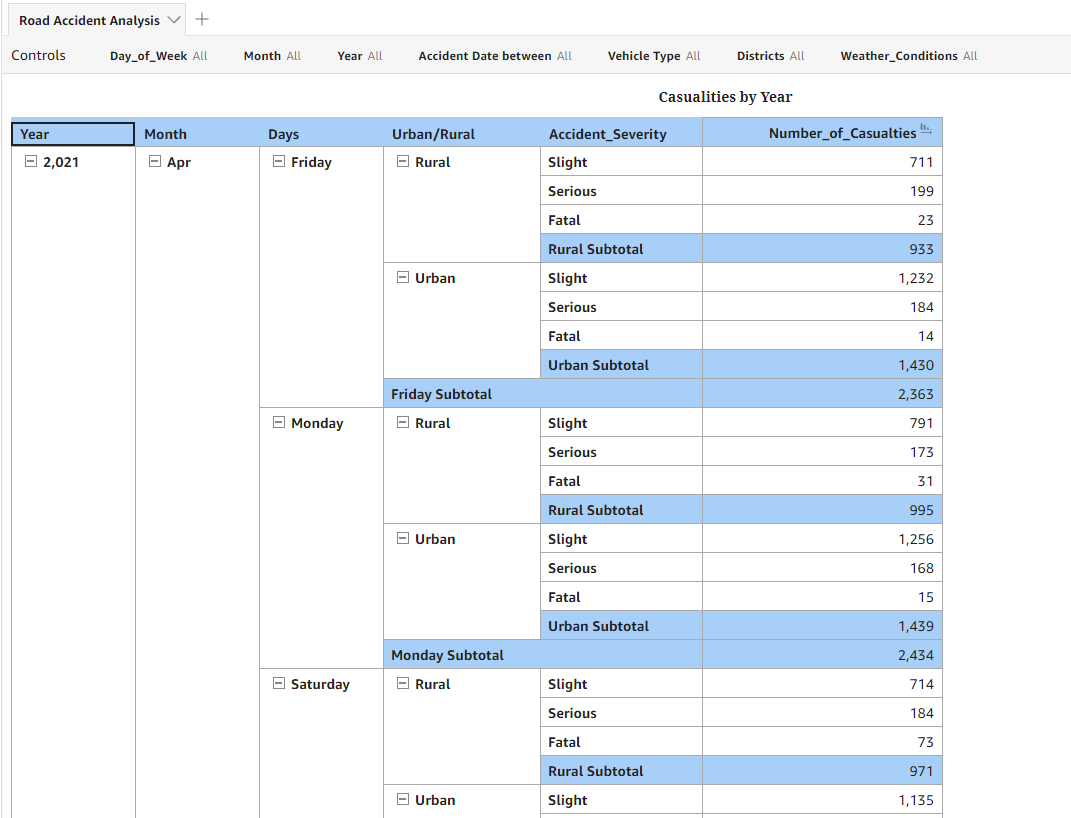 Road Accident Analysis
Controls Day_of_Week All Month All Year All Accident Date between All Vehicle Type All Districts All Weather_Conditions All
Casualities by Year
Year Month Days Urban/Rural Accident_Severity Number_of_Casualties
2,021 Apr Friday Rural Slight 711
Serious 199
Fatal 23
Rural Subtotal 933
Urban Slight 1,232
Serious 184
Fatal 14
Urban Subtotal 1,430
Friday Subtotal 2,363
Monday Rural Slight 791
Serious 173
Fatal 31
Rural Subtotal 995
Urban Slight 1,256
Serious 168
Fatal 15
Urban Subtotal 1,439
Monday Subtotal 2,434
Saturday Rural Slight 714
Serious 184
Fatal 73
Rural Subtotal 971
Urban Slight 1,135